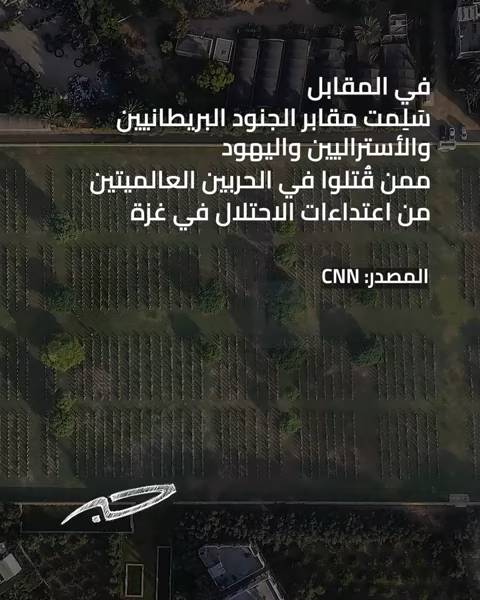 في المقابل
سَلِمت مقابر الجنود البريطانيين
والأستراليين واليهود
ممن قُتلوا في الحربين العالميتين
من اعتداءات الاحتلال في غزة
المصدر: CNN